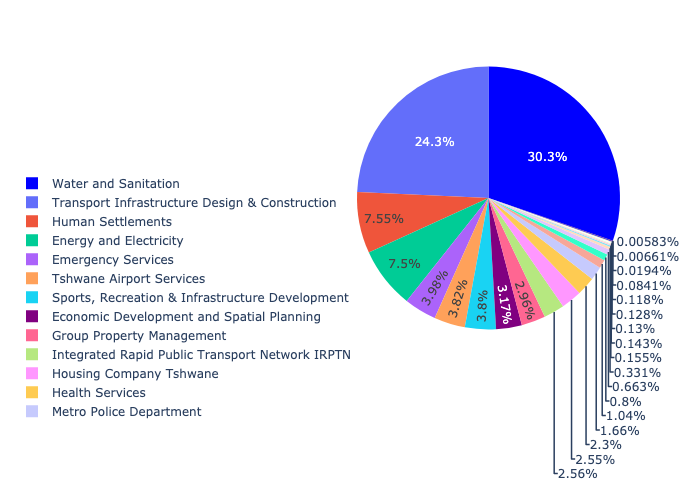 Water and Sanitation
Transport Infrastructure Design & Construction
Human Settlements
Energy and Electricity
Emergency Services
Tshwane Airport Services
Sports, Recreation & Infrastructure Development
Economic Development and Spatial Planning
Group Property Management
Integrated Rapid Public Transport Network IRPTN
Housing Company Tshwane
Health Services
Metro Police Department
30.3%
24.3%
7.55%
7.5%
3.98%
3.82%
3.8%
3.17%
2.96%
0.00583%
0.00661%
0.0194%
0.0841%
0.118%
0.128%
0.13%
0.143%
0.155%
0.331%
0.663%
0.8%
1.04%
1.66%
2.3%
2.55%
2.56%